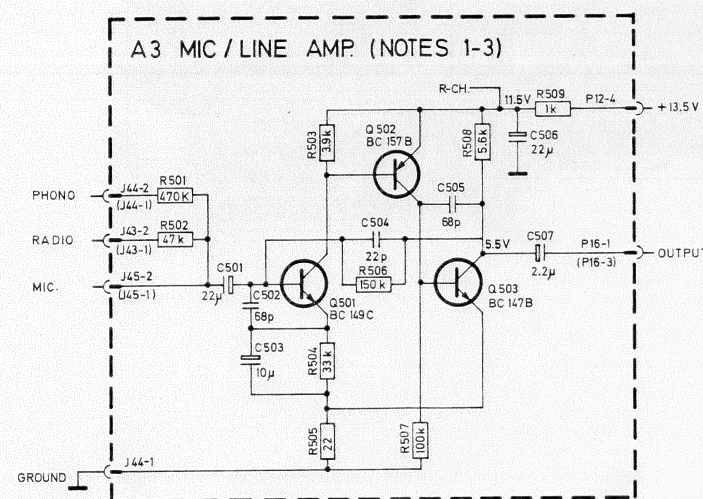 A3 MIC / LINE AMP. (NOTES 1-3)
R-CH.
11.5V
R509
1k
P12-4
+13.5V
R503
3.9k
Q502
BC 157B
R508
5.6k
C506
22µ
PHONO
J44-2
(J44-1)
R501
470K
C505
68p
RADIO
J43-2
(J43-1)
R502
47k
C504
22p
5.5V
C507
2.2µ
P16-1
(P16-3)
OUTPUT
MIC.
J45-2
(J45-1)
C501
22µ
C502
68p
R506
150k
Q501
BC 149C
Q503
BC 147B
C503
10µ
R504
33k
R505
22
R507
100k
GROUND
J44-1